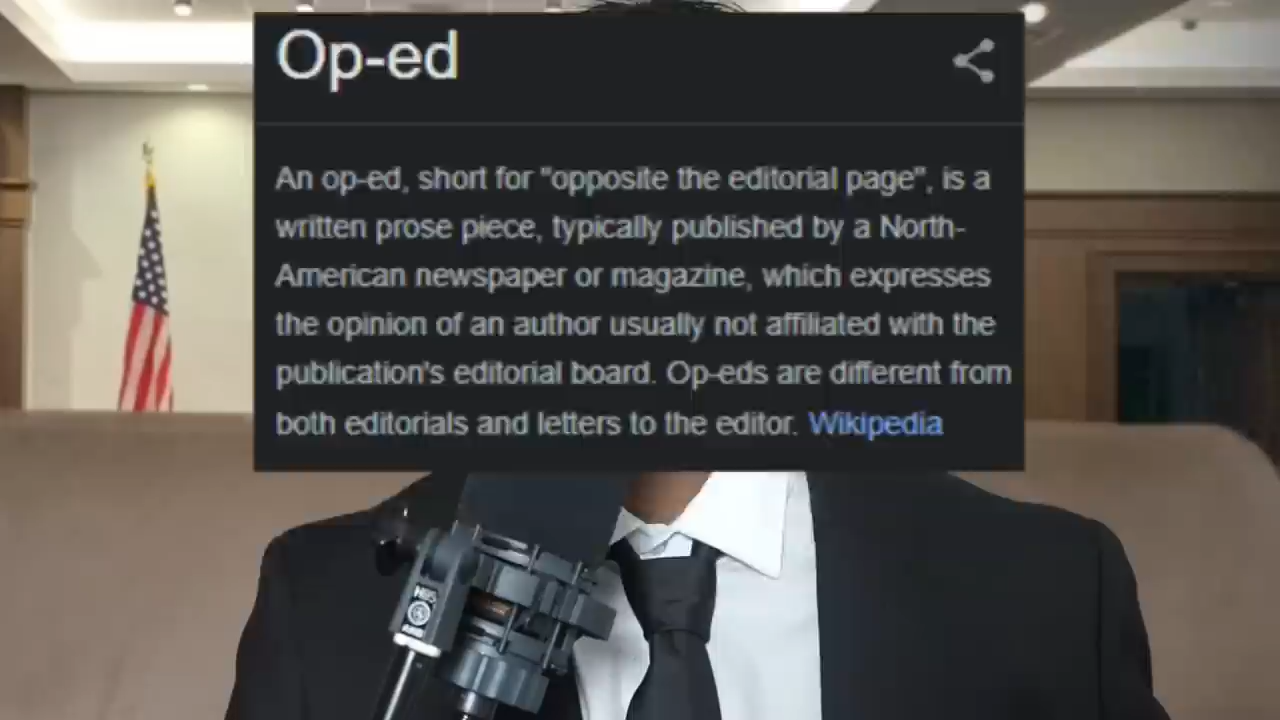 Op-ed
An op-ed, short for "opposite the editorial page", is a
written prose piece, typically published by a North-
American newspaper or magazine, which expresses
the opinion of an author usually not affiliated with the
publication's editorial board. Op-eds are different from
both editorials and letters to the editor. Wikipedia